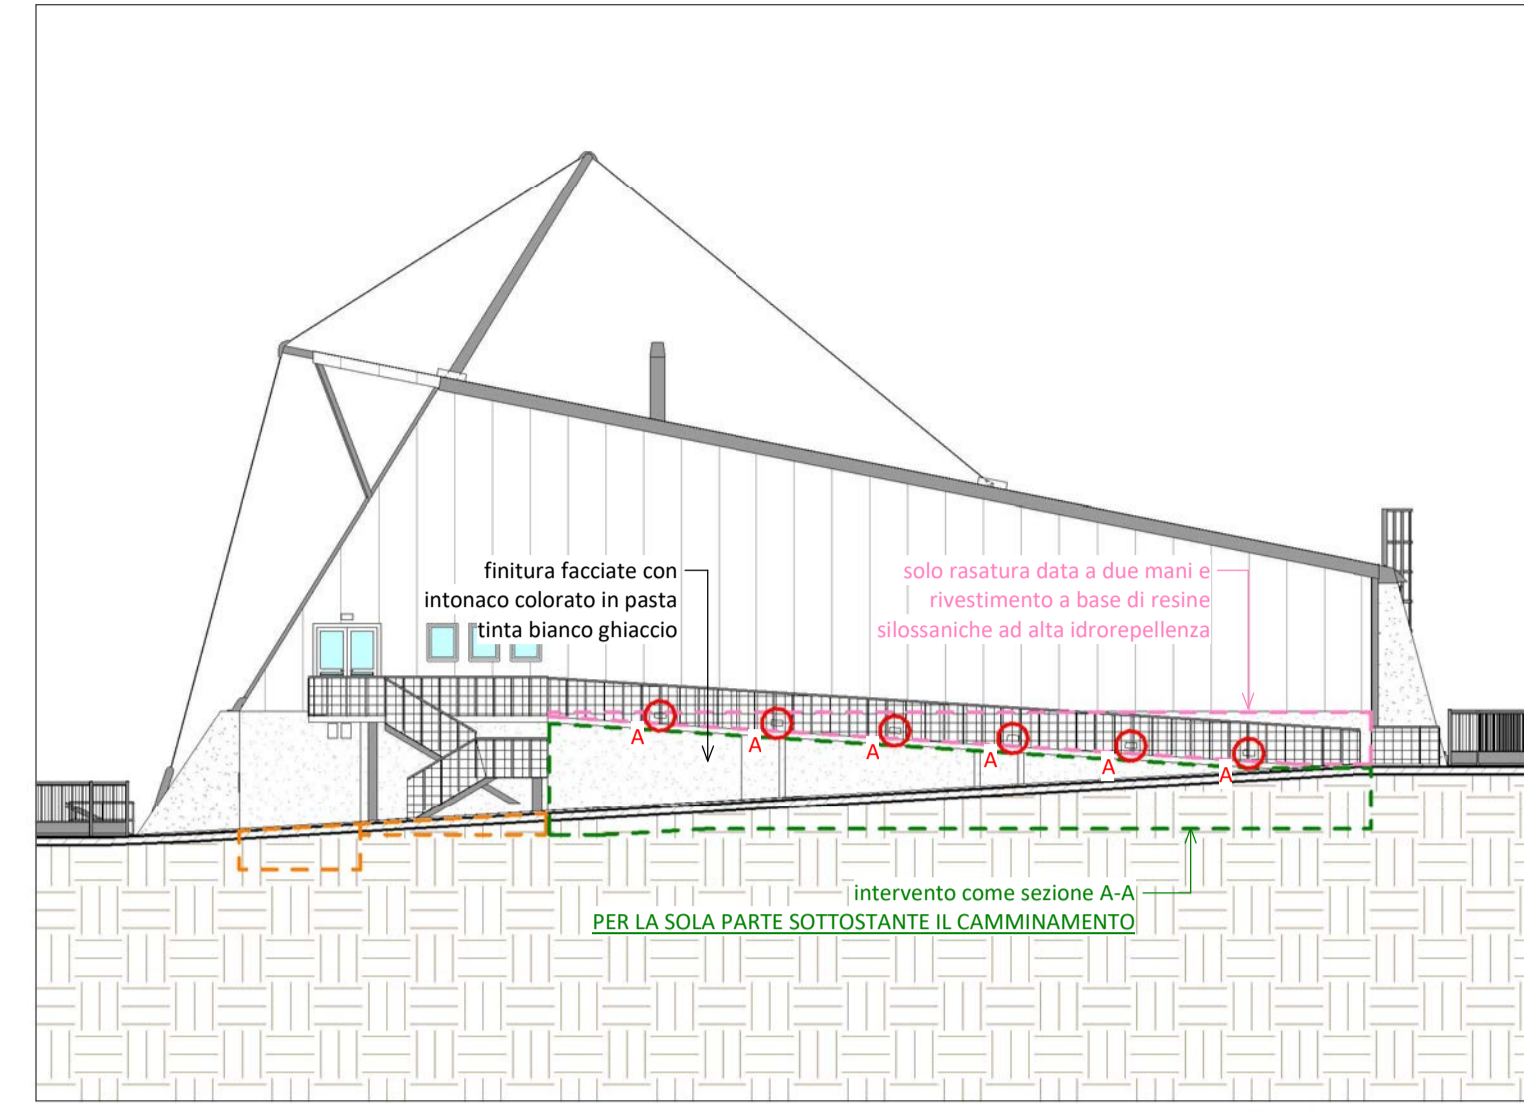 finitura facciate con
intonaco colorato in pasta
tinta bianco ghiaccio
solo rasatura data a due mani e
rivestimento a base di resine
silossaniche ad alta idrorepellenza
A
A
A
A
A
A
intervento come sezione A-A
PER LA SOLA PARTE SOTTOSTANTE IL CAMMINAMENTO